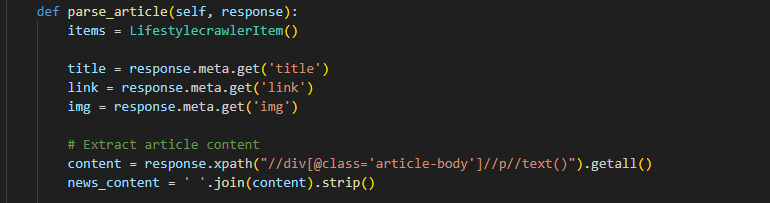 def parse_article(self, response):
items = LifestylecrawlerItem()
title = response.meta.get('title')
link = response.meta.get('link')
img = response.meta.get('img')
# Extract article content
content = response.xpath("//div[@class='article-body']//p//text()").getall()
news_content = ' '.join(content).strip()